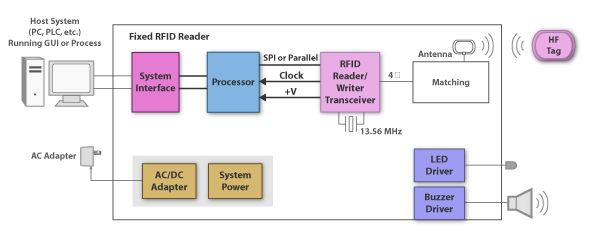 Host System
(PC, PLC, etc.)
Running GUI or Process
Fixed RFID Reader
System
Interface
Processor
SPI or Parallel
Clock
+V
RFID
Reader/
Writer
Transceiver
13.56 MHz
4 □
Antenna
Matching
HF
Tag
AC Adapter
AC/DC
Adapter
System
Power
LED
Driver
Buzzer
Driver